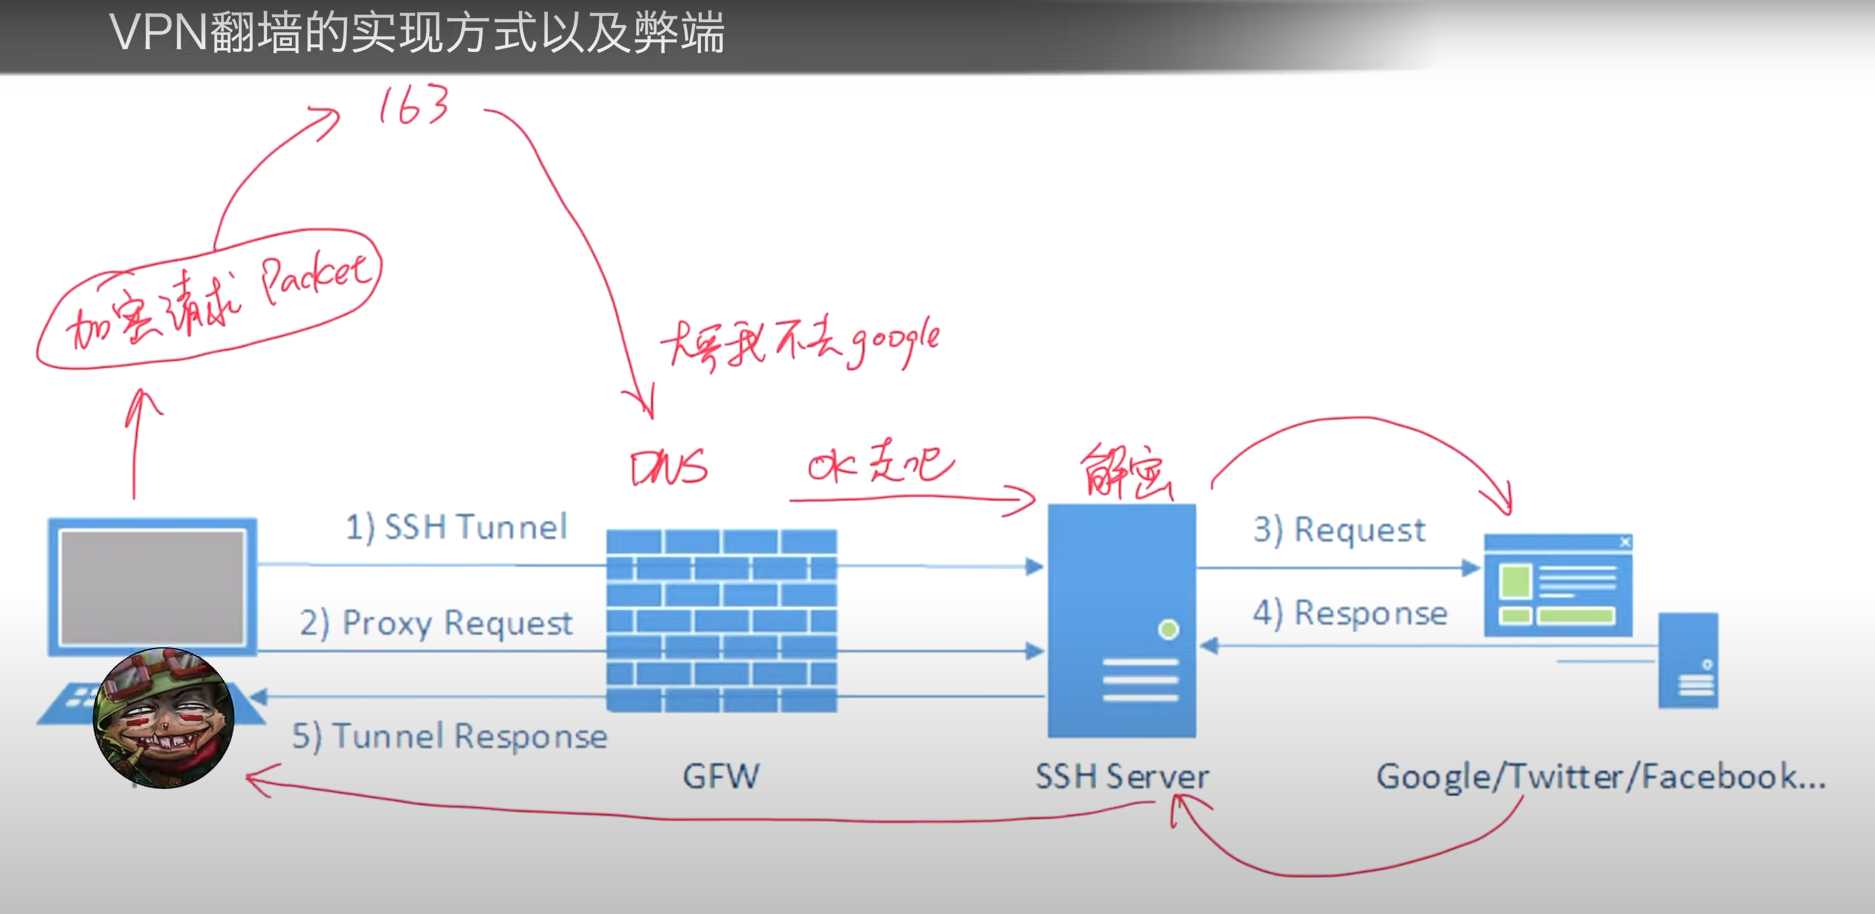 VPN翻墙的实现方式以及弊端
163
加密请求 Packet
大哥我不去google
DNS
OK 走吧
解密
1) SSH Tunnel
3) Request
2) Proxy Request
4) Response
5) Tunnel Response
GFW
SSH Server
Google/Twitter/Facebook...